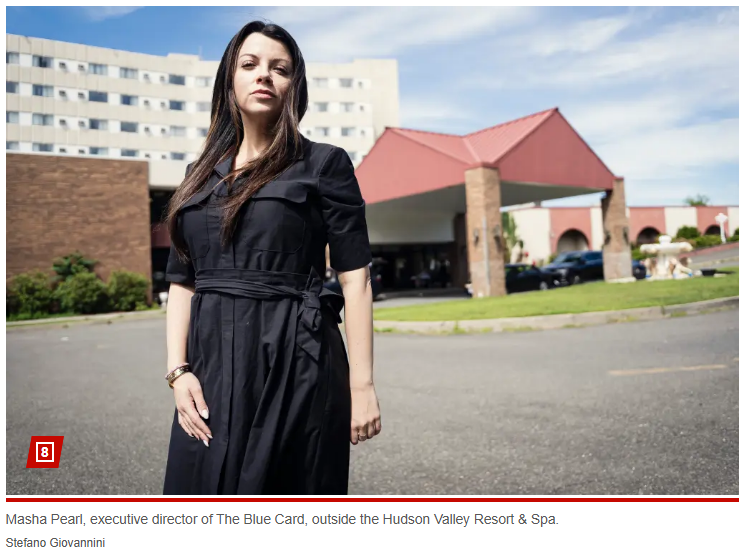 8
Masha Pearl, executive director of The Blue Card, outside the Hudson Valley Resort & Spa.
Stefano Giovannini